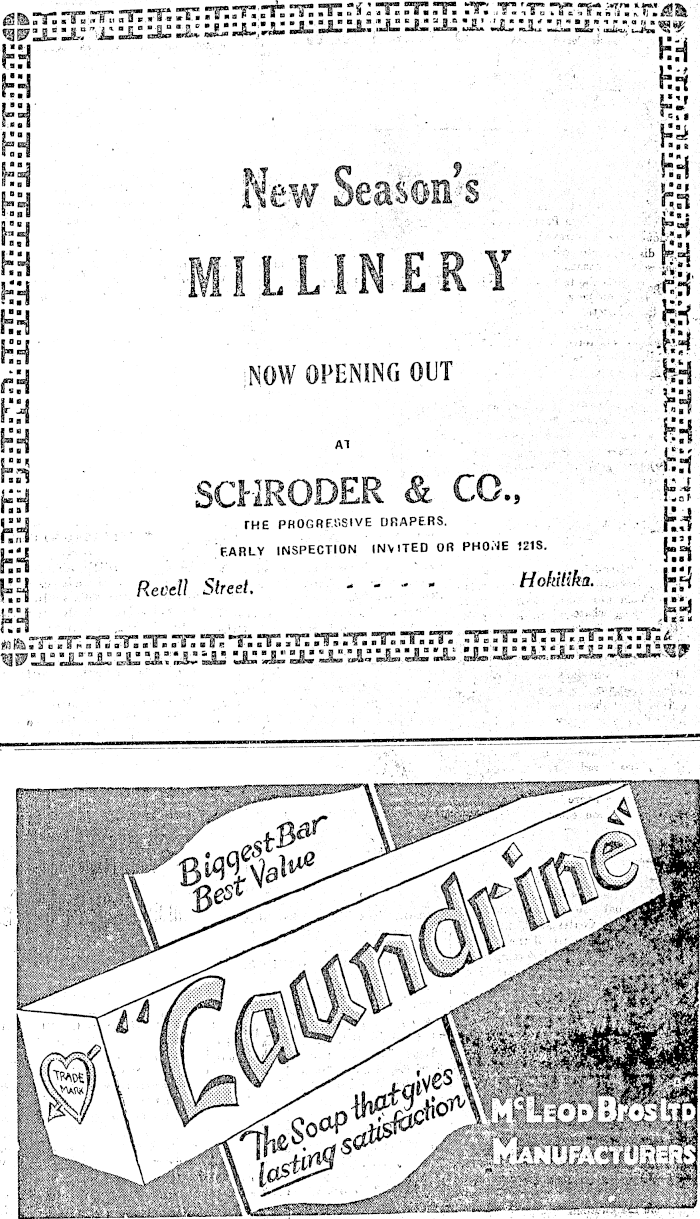 New Season's
MILLINERY
NOW OPENING OUT
AT
SCHRODER & CO.,
THE PROGRESSIVE DRAPERS.
EARLY INSPECTION INVITED OR PHONE 121S.
Revell Street. - - - - Hokitika.
Biggest Bar
Best Value
"Laundrine"
TRADE
MARK
The Soap that gives
lasting satisfaction
McLEOD Bros LTD
MANUFACTURERS